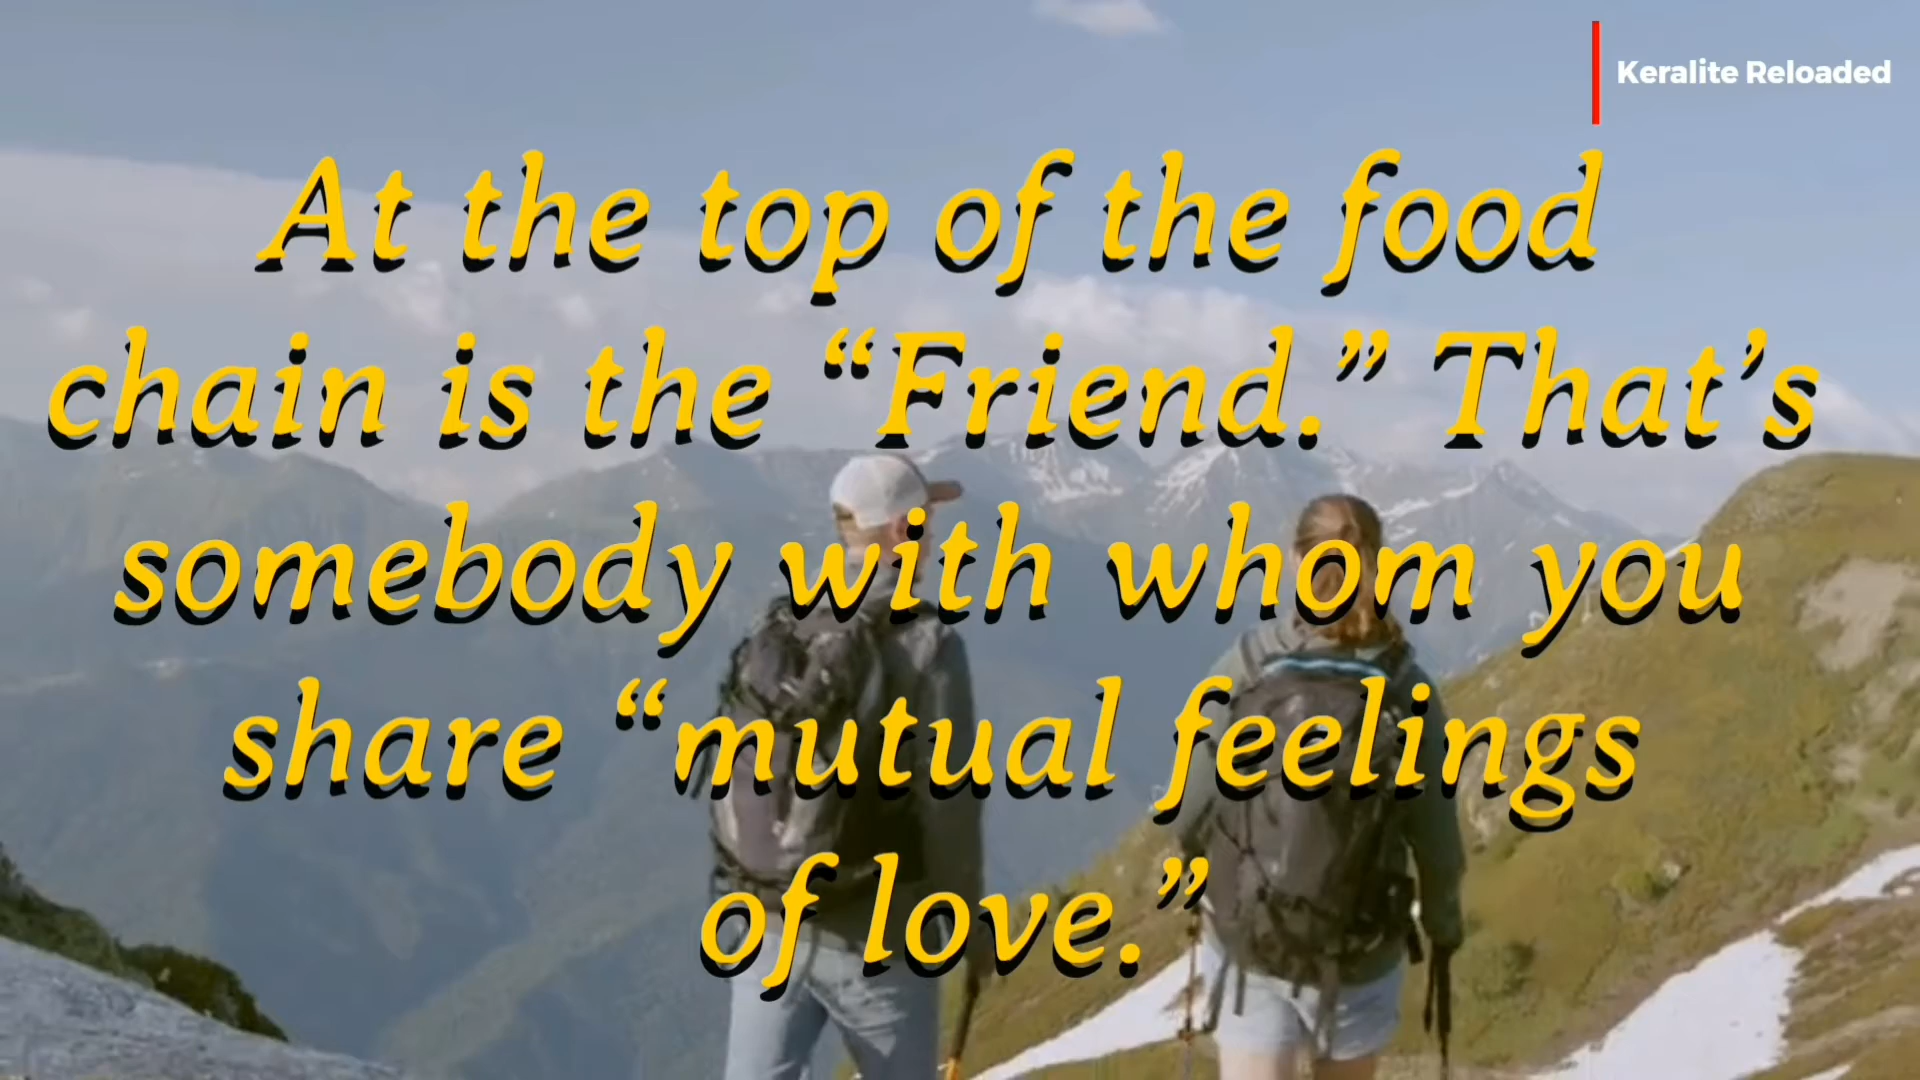 Keralite Reloaded
At the top of the food
chain is the “Friend.” That’s
somebody with whom you
share “mutual feelings
of love.”